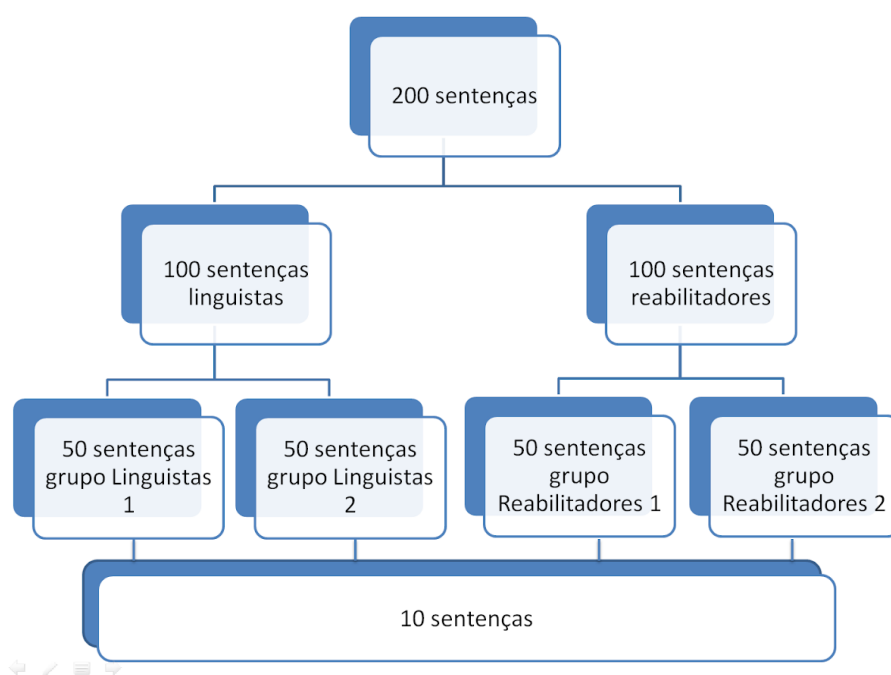 200 sentenças
100 sentenças
linguistas
100 sentenças
reabilitadores
50 sentenças
grupo Linguistas
1
50 sentenças
grupo Linguistas
2
50 sentenças
grupo
Reabilitadores 1
50 sentenças
grupo
Reabilitadores 2
10 sentenças